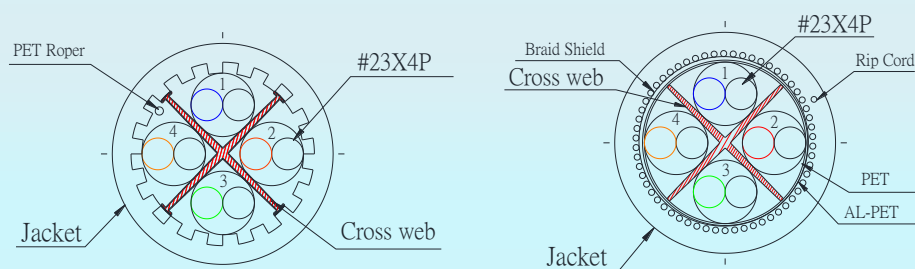 PET Roper
#23X4P
1
4
2
3
Jacket
Cross web
Braid Shield
#23X4P
Cross web
Rip Cord
1
4
2
3
PET
AL-PET
Jacket